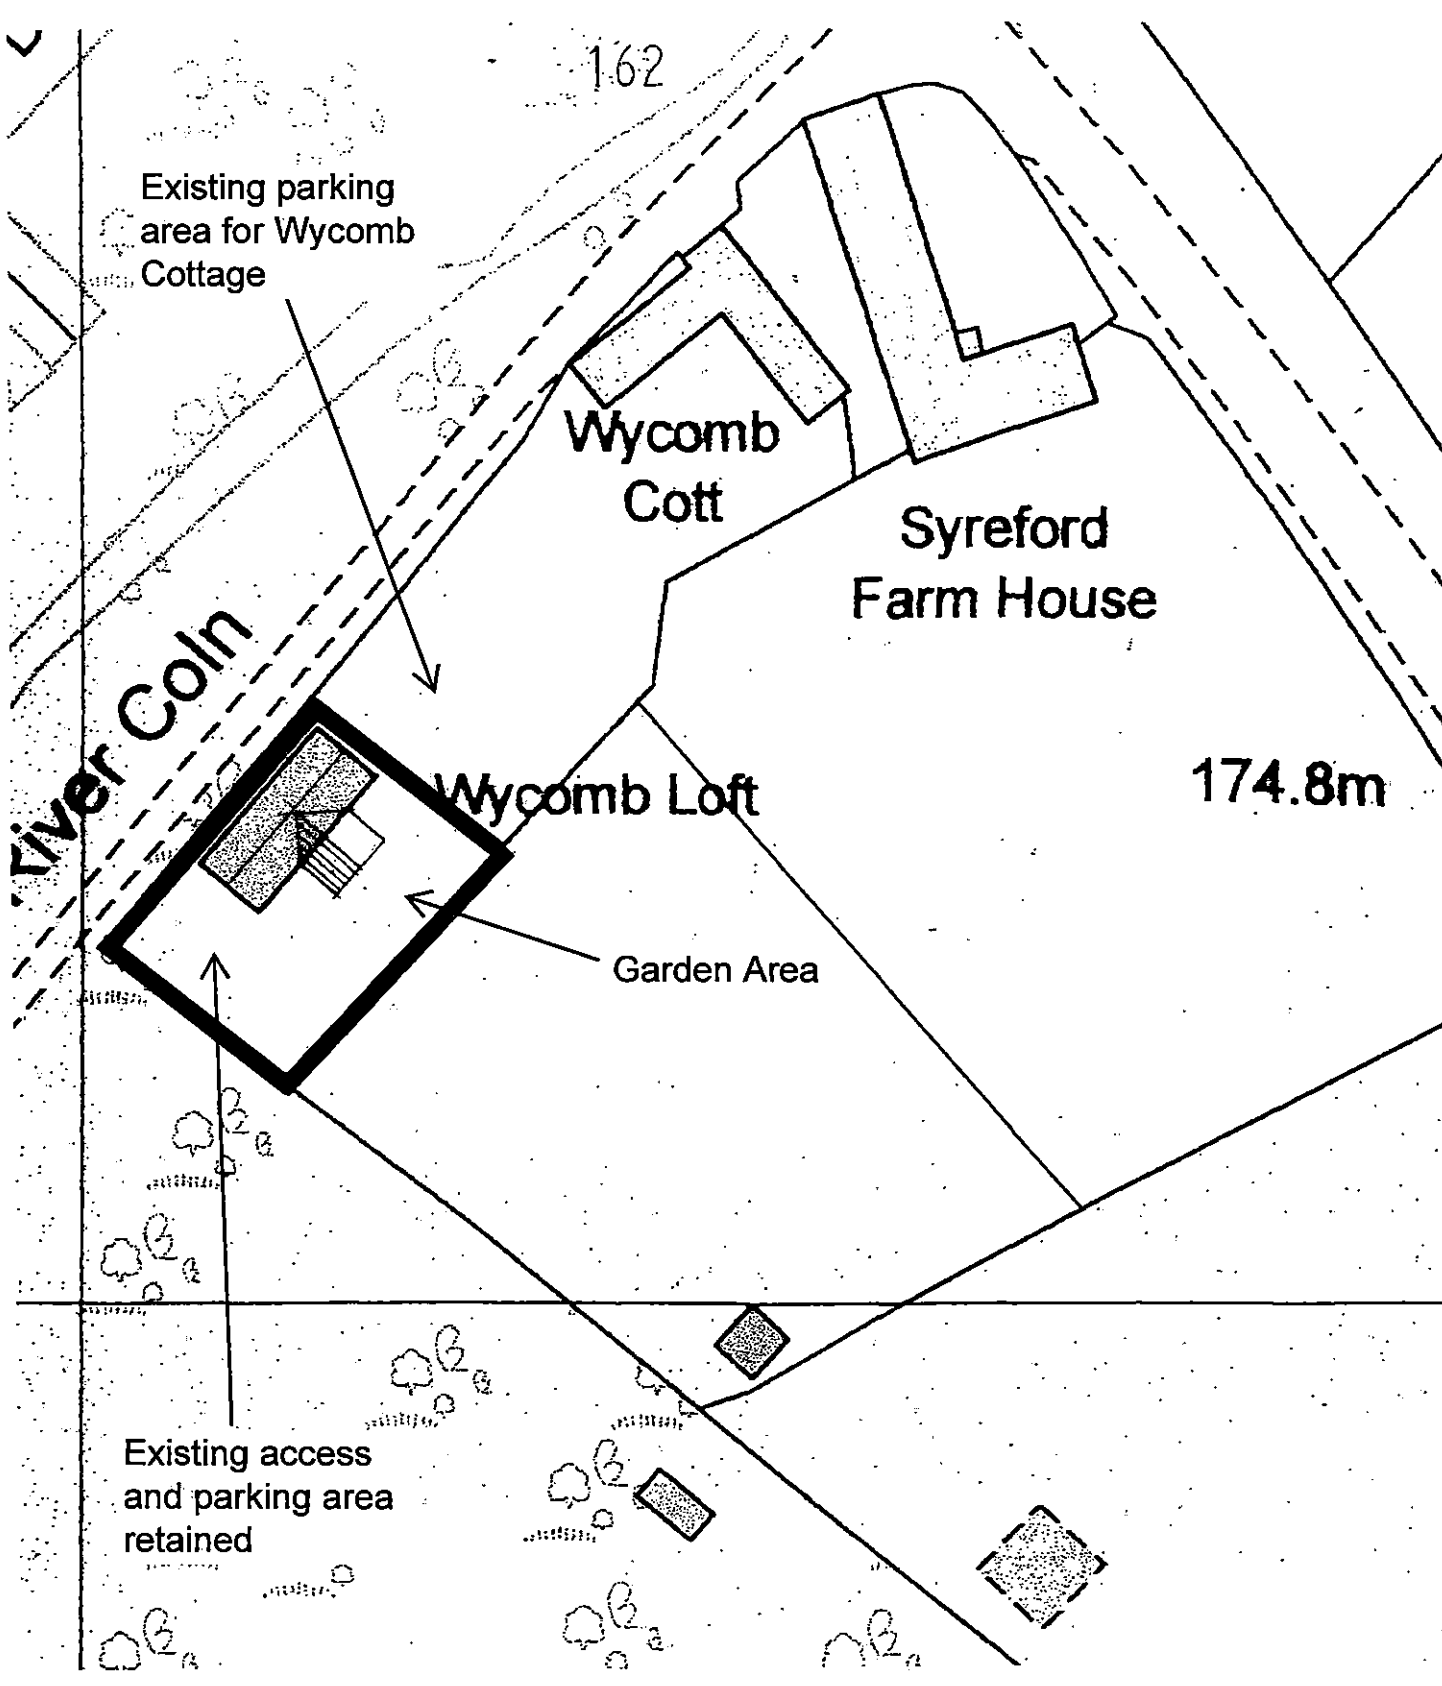 162
Existing parking
area for Wycomb
Cottage
Wycomb
Cott
Syreford
Farm House
River Coln
174.8m
Wycomb Loft
Garden Area
Existing access
and parking area
retained